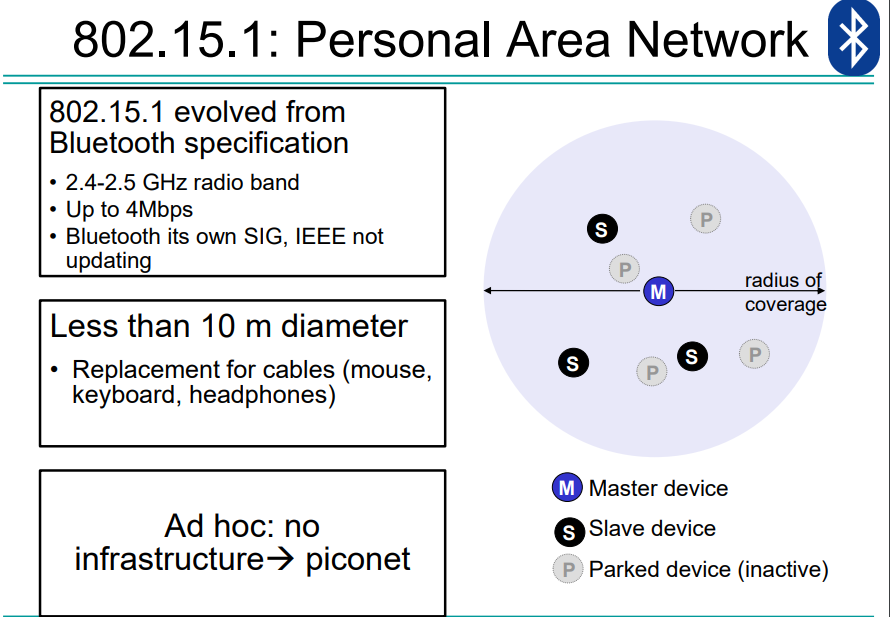 802.15.1: Personal Area Network
802.15.1 evolved from
Bluetooth specification
• 2.4-2.5 GHz radio band
• Up to 4Mbps
• Bluetooth its own SIG, IEEE not
updating
Less than 10 m diameter
• Replacement for cables (mouse,
keyboard, headphones)
Ad hoc: no
infrastructure→ piconet
S
P
P
M
radius of
coverage
S
P
S
P
M Master device
S Slave device
P Parked device (inactive)